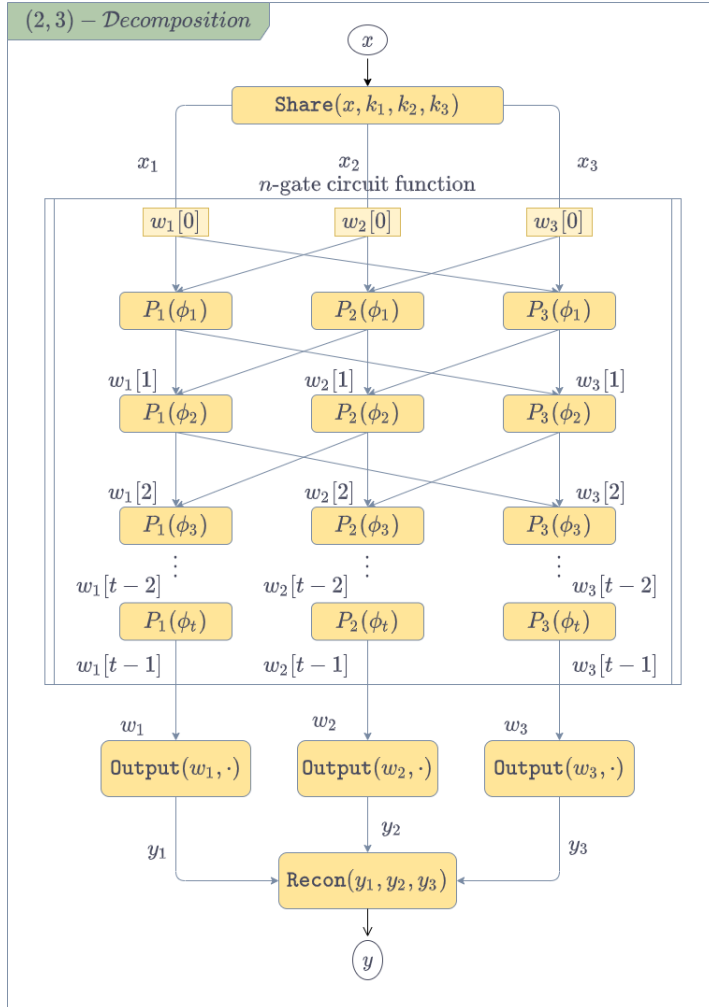 (2, 3) − Decomposition
x
Share(x, k₁, k₂, k₃)
x₁ x₂ x₃
n-gate circuit function
w₁[0] w₂[0] w₃[0]
P₁(ϕ₁) P₂(ϕ₁) P₃(ϕ₁)
w₁[1] w₂[1] w₃[1]
P₁(ϕ₂) P₂(ϕ₂) P₃(ϕ₂)
w₁[2] w₂[2] w₃[2]
P₁(ϕ₃) P₂(ϕ₃) P₃(ϕ₃)
⋮ ⋮ ⋮
w₁[t − 2] w₂[t − 2] w₃[t − 2]
P₁(ϕₜ) P₂(ϕₜ) P₃(ϕₜ)
w₁[t − 1] w₂[t − 1] w₃[t − 1]
w₁ w₂ w₃
Output(w₁, ·) Output(w₂, ·) Output(w₃, ·)
y₁ y₂ y₃
Recon(y₁, y₂, y₃)
y